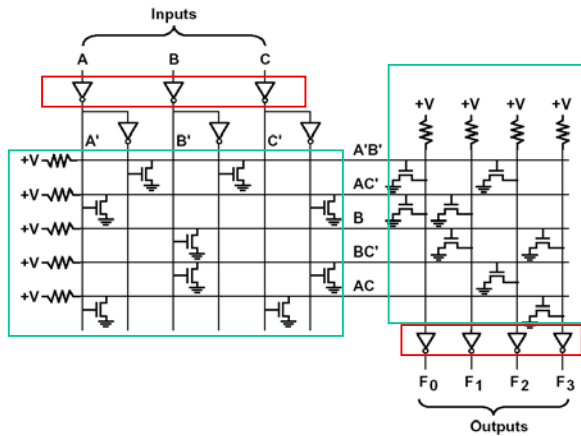 Inputs
A B C
+V +V +V +V
A' B' C'
A'B'
+V
AC'
+V
B
+V
BC'
+V
AC
+V
F0 F1 F2 F3
Outputs